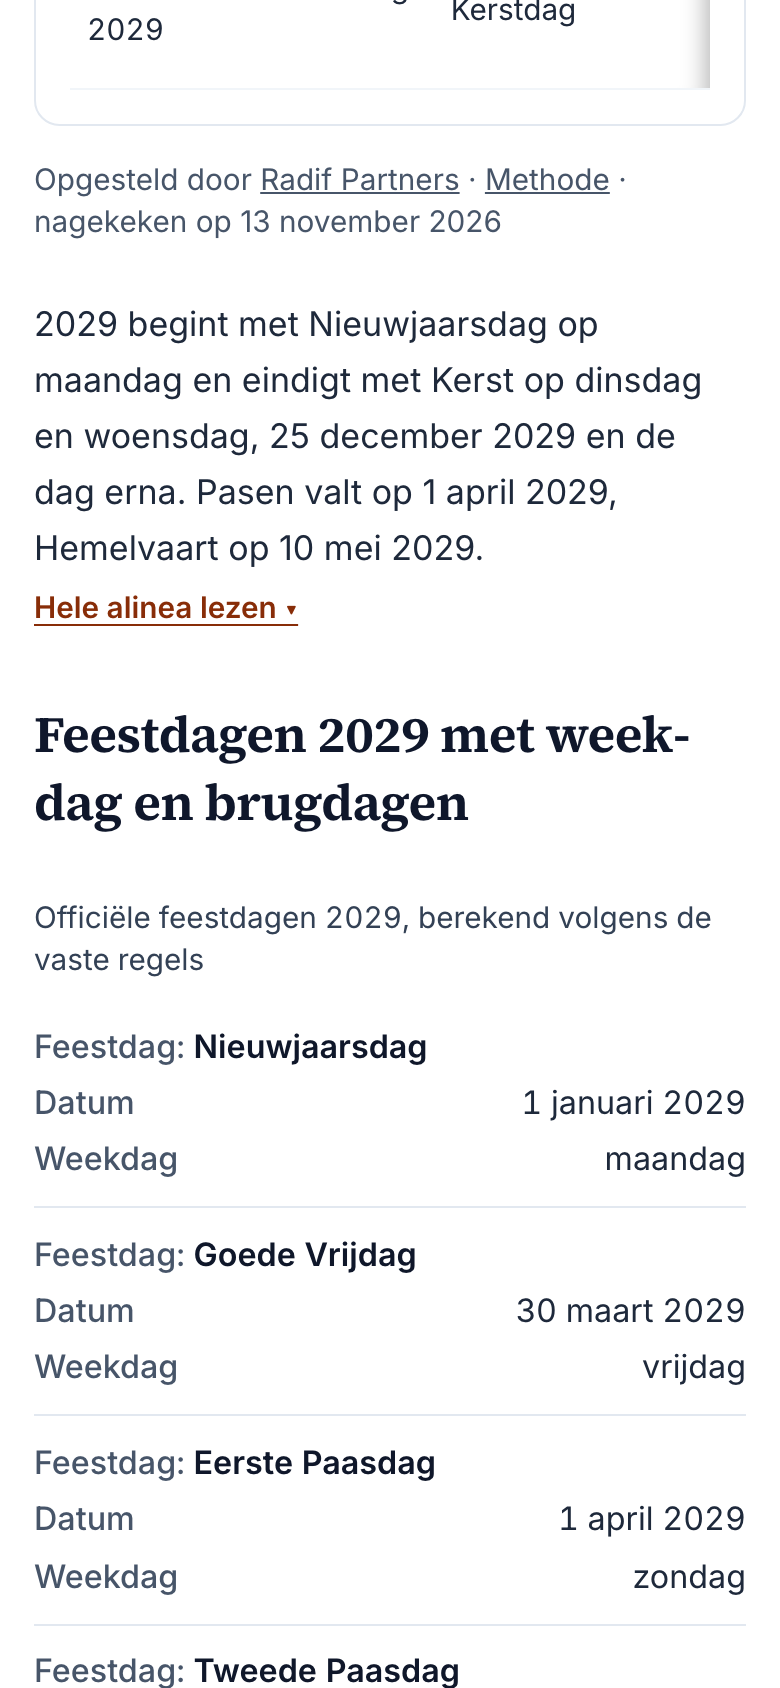 2029
Kerstdag
Opgesteld door Radif Partners · Methode ·
nagekeken op 13 november 2026
2029 begint met Nieuwjaarsdag op
maandag en eindigt met Kerst op dinsdag
en woensdag, 25 december 2029 en de
dag erna. Pasen valt op 1 april 2029,
Hemelvaart op 10 mei 2029.
Hele alinea lezen ▾
Feestdagen 2029 met week-
dag en brugdagen
Officiële feestdagen 2029, berekend volgens de
vaste regels
Feestdag: Nieuwjaarsdag
Datum 1 januari 2029
Weekdag maandag
Feestdag: Goede Vrijdag
Datum 30 maart 2029
Weekdag vrijdag
Feestdag: Eerste Paasdag
Datum 1 april 2029
Weekdag zondag
Feestdag: Tweede Paasdag